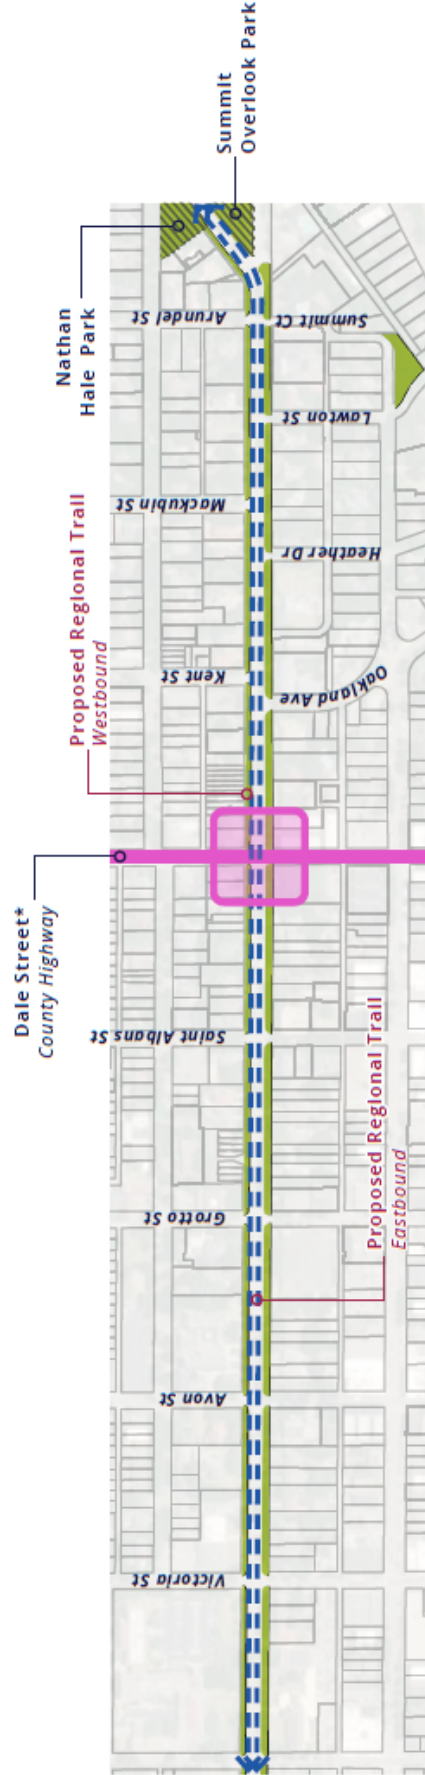 Summit
Overlook Park
Nathan
Hale Park
Arundel St
Summit Ct
Lawton St
Mackubin St
Heather Dr
Proposed Regional Trail
Westbound
Kent St
Oakland Ave
Dale Street*
County Highway
Saint Albans St
Grotto St
Proposed Regional Trail
Eastbound
Avon St
Victoria St